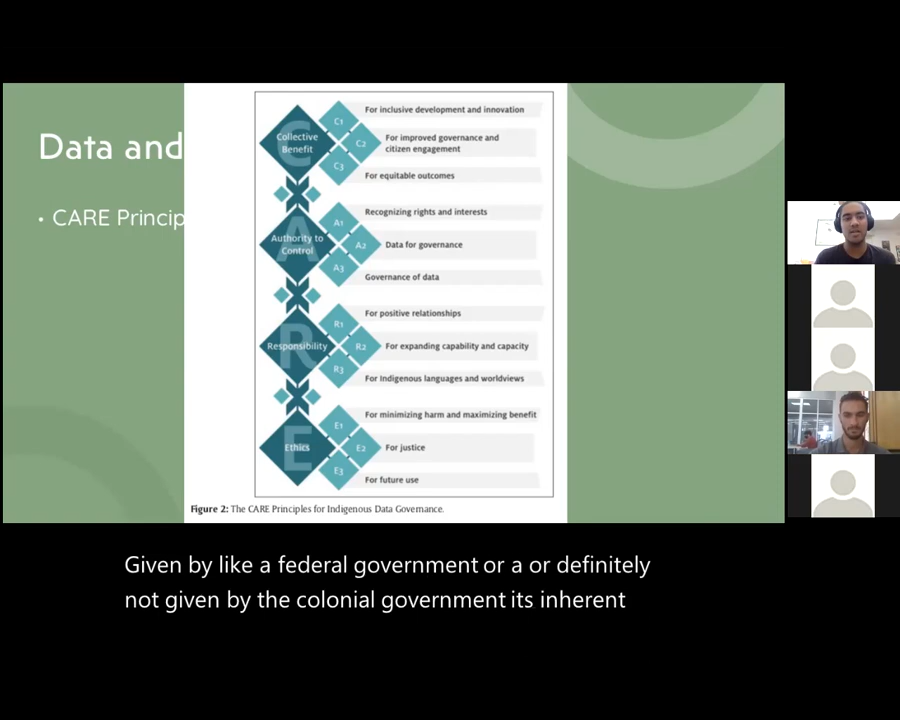 Data and
• CARE Princip
C
Collective
Benefit
C1
C2
C3
For inclusive development and innovation
For improved governance and
citizen engagement
For equitable outcomes
A
Authority to
Control
A1
A2
A3
Recognizing rights and interests
Data for governance
Governance of data
R
Responsibility
R1
R2
R3
For positive relationships
For expanding capability and capacity
For Indigenous languages and worldviews
E
Ethics
E1
E2
E3
For minimizing harm and maximizing benefit
For justice
For future use
Figure 2: The CARE Principles for Indigenous Data Governance.
Given by like a federal government or a or definitely
not given by the colonial government its inherent